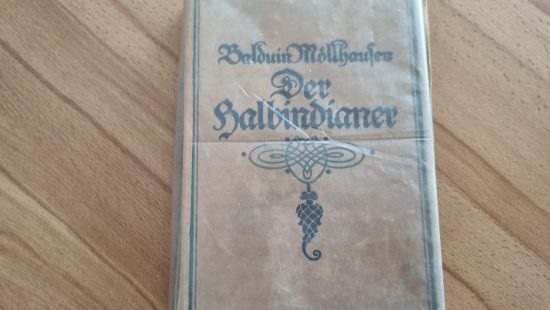 Balduin Möllhausen
Der
Halbindianer